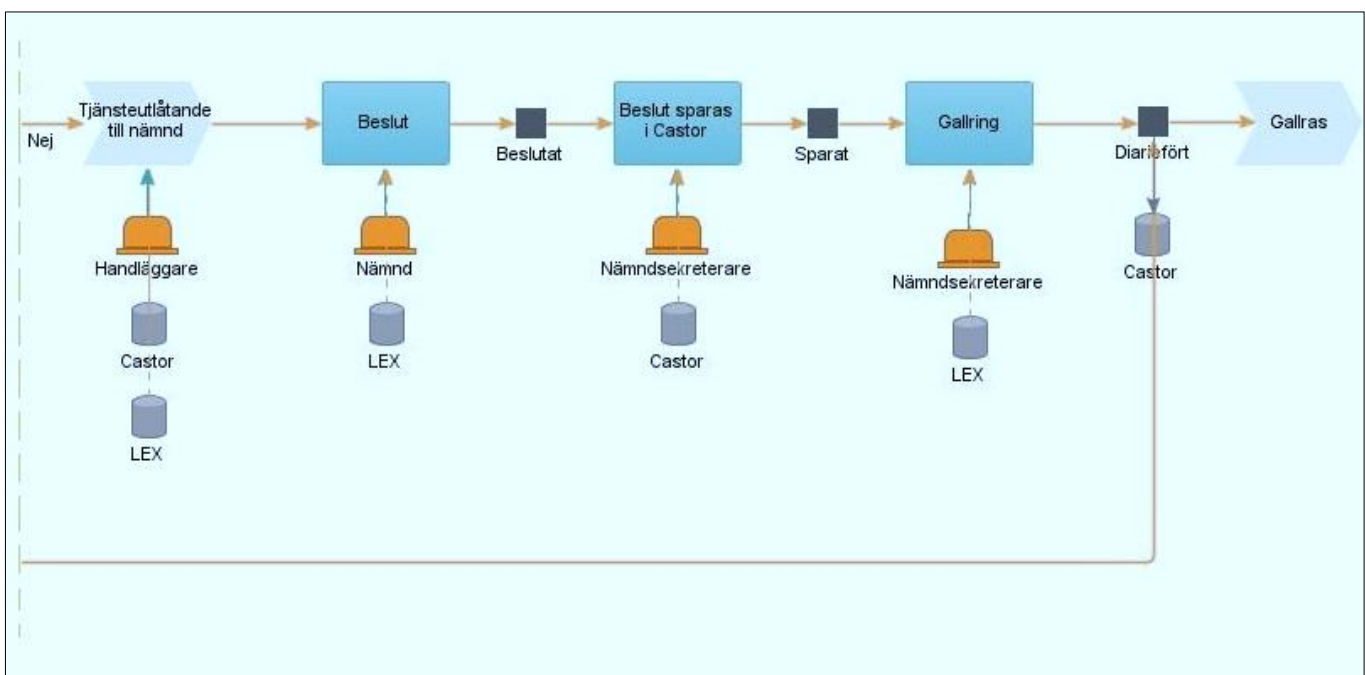 Nej
Tjänsteutlåtande
till nämnd
Beslut
Beslutat
Beslut sparas
i Castor
Sparat
Gallring
Diariefört
Gallras
Handläggare
Nämnd
Nämndsekreterare
Nämndsekreterare
Castor
Castor
LEX
Castor
LEX
LEX